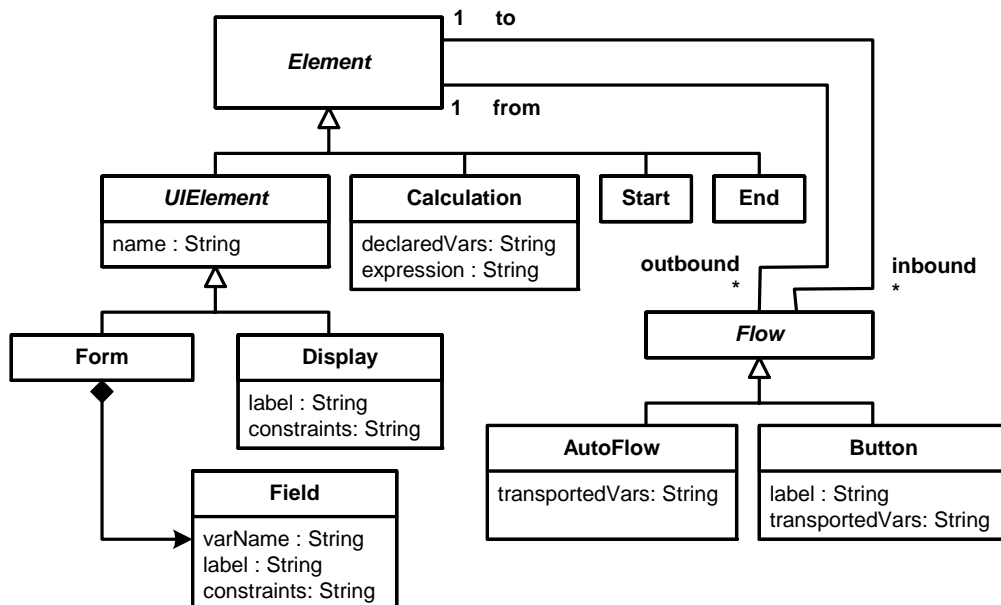 1 to
Element
1 from
UIElement
name : String
Calculation
declaredVars: String
expression : String
Start
End
outbound
*
inbound
*
Form
Display
label : String
constraints: String
Flow
Field
varName : String
label : String
constraints: String
AutoFlow
transportedVars: String
Button
label : String
transportedVars: String